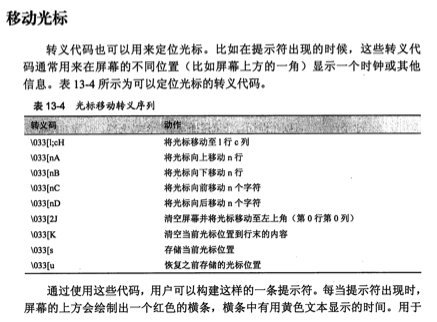 移动光标
转义代码也可以用来定位光标。比如在提示符出现的时候，这些转义代
码通常用来在屏幕的不同位置（比如屏幕上方的一角）显示一个时钟或其他
信息。表 13-4 所示为可以定位光标的转义代码。
表 13-4 光标移动转义序列
转义码 动作
\033[l;cH 将光标移动至 l 行 c 列
\033[nA 将光标向上移动 n 行
\033[nB 将光标向下移动 n 行
\033[nC 将光标向前移动 n 个字符
\033[nD 将光标向后移动 n 个字符
\033[2J 清空屏幕并将光标移动至左上角（第 0 行第 0 列）
\033[K 清空当前光标位置到行末的内容
\033[s 存储当前光标位置
\033[u 恢复之前存储的光标位置
通过使用这些代码，用户可以构建这样的一条提示符。每当提示符出现时，
屏幕的上方会绘制出一个红色的横条，横条中有用黄色文本显示的时间。用于